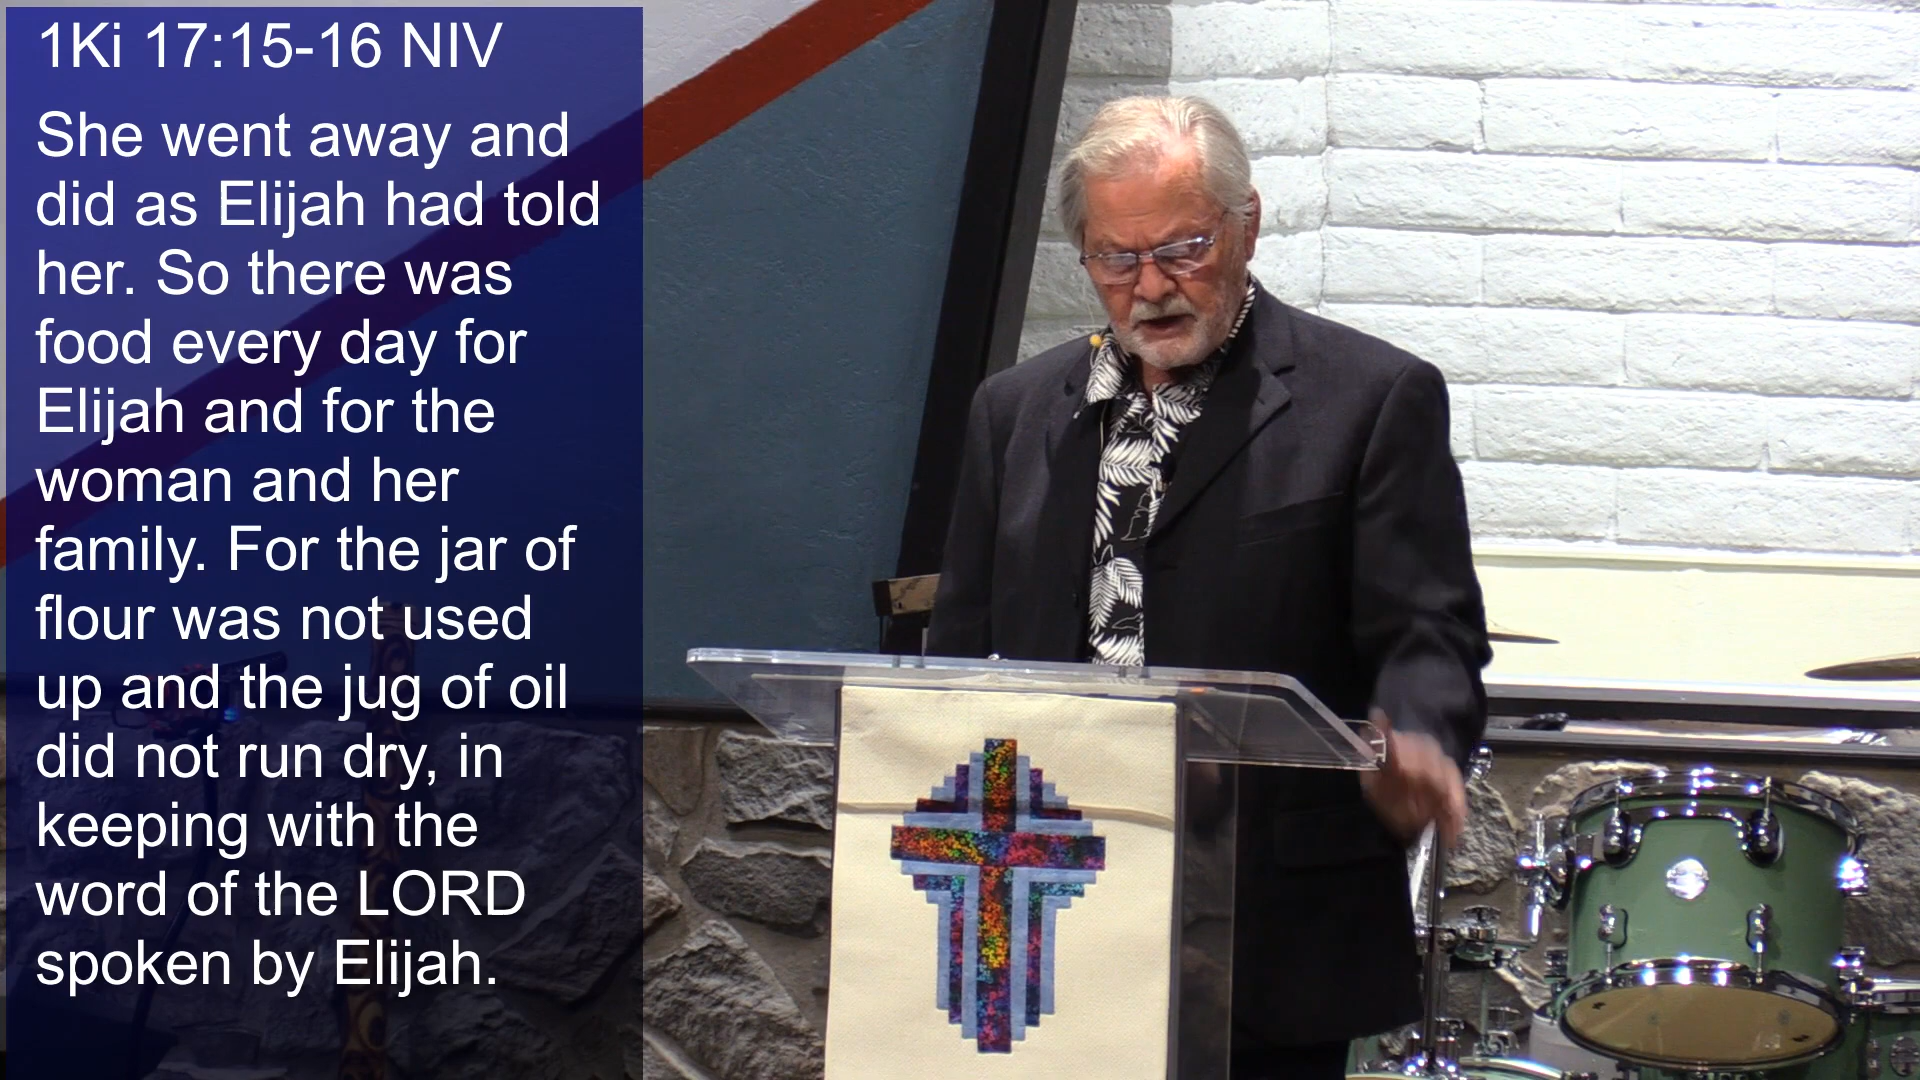 1Ki 17:15-16 NIV
She went away and
did as Elijah had told
her. So there was
food every day for
Elijah and for the
woman and her
family. For the jar of
flour was not used
up and the jug of oil
did not run dry, in
keeping with the
word of the LORD
spoken by Elijah.